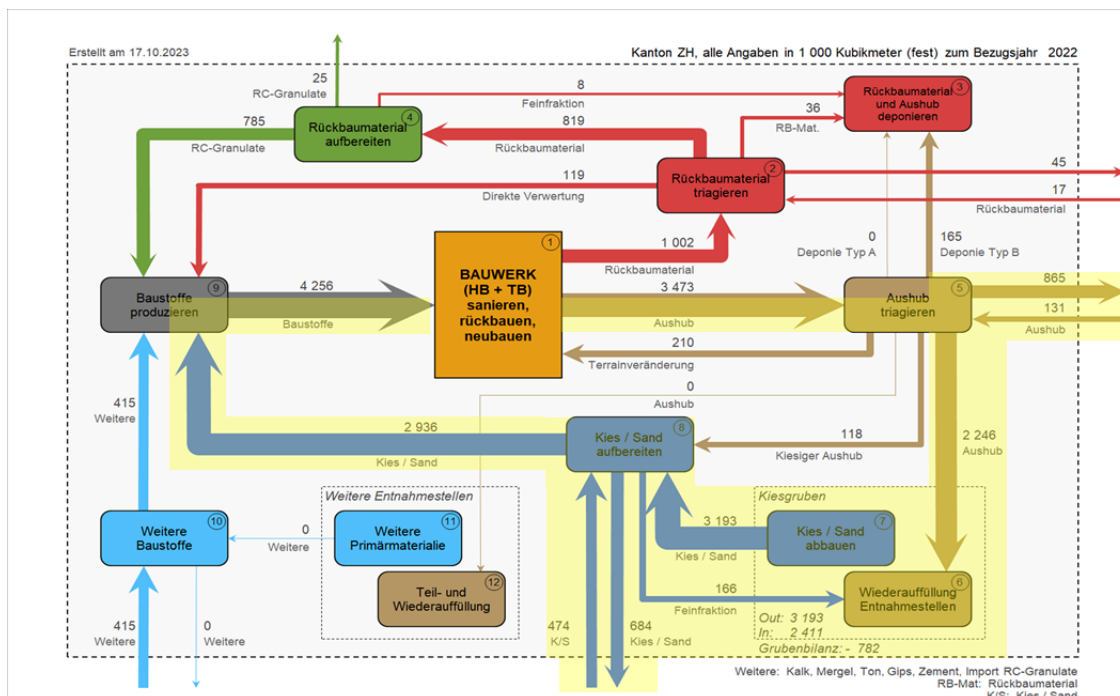 Erstellt am 17.10.2023
Kanton ZH, alle Angaben in 1 000 Kubikmeter (fest) zum Bezugsjahr 2022
25
RC-Granulate
8
Feinfraktion
3
Rückbaumaterial
und Aushub
deponieren
36
RB-Mat.
785
RC-Granulate
4
Rückbaumaterial
aufbereiten
819
Rückbaumaterial
119
Direkte Verwertung
2
Rückbaumaterial
triagieren
45
17
Rückbaumaterial
1 002
Rückbaumaterial
0
Deponie Typ A
165
Deponie Typ B
9
Baustoffe
produzieren
4 256
Baustoffe
1
BAUWERK
(HB + TB)
sanieren,
rückbauen,
neubauen
3 473
Aushub
5
Aushub
triagieren
865
131
Aushub
210
Terrainveränderung
0
Aushub
415
Weitere
2 936
Kies / Sand
8
Kies / Sand
aufbereiten
118
Kiesiger Aushub
2 246
Aushub
10
Weitere
Baustoffe
0
Weitere
Weitere Entnahmestellen
11
Weitere
Primärmaterialie
12
Teil- und
Wiederauffüllung
Kiesgruben
3 193
Kies / Sand
7
Kies / Sand
abbauen
166
Feinfraktion
6
Wiederauffüllung
Entnahmestellen
Out: 3 193
In: 2 411
Grubenbilanz: - 782
415
Weitere
0
Weitere
474
K/S
684
Kies / Sand
Weitere: Kalk, Mergel, Ton, Gips, Zement, Import RC-Granulate
RB-Mat: Rückbaumaterial
K/S: Kies / Sand